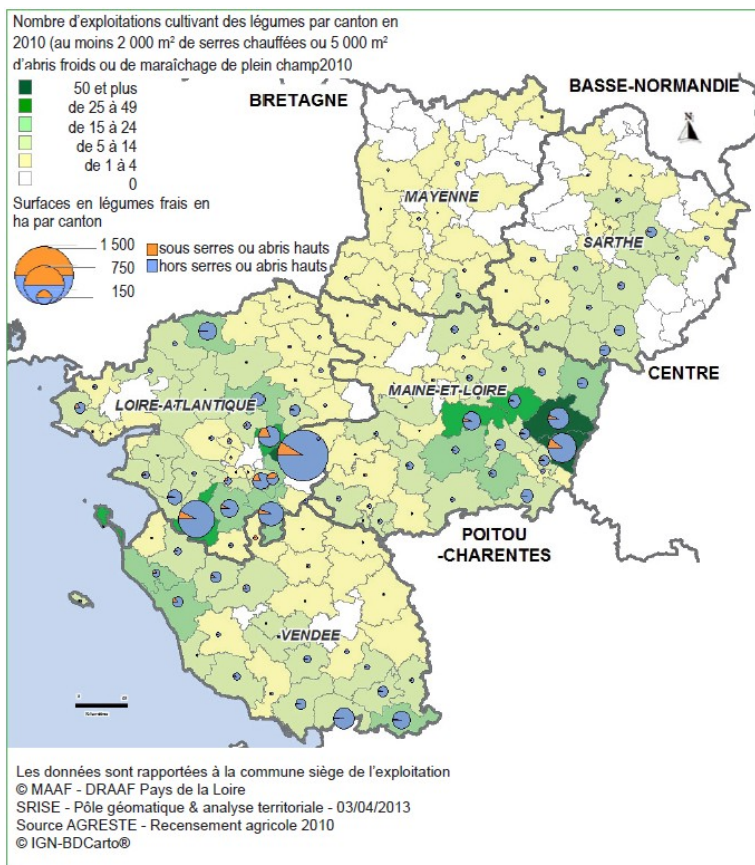 Nombre d'exploitations cultivant des légumes par canton en
2010 (au moins 2 000 m² de serres chauffées ou 5 000 m²
d'abris froids ou de maraîchage de plein champ2010
50 et plus
de 25 à 49
de 15 à 24
de 5 à 14
de 1 à 4
0
Surfaces en légumes frais en
ha par canton
1 500
750
150
sous serres ou abris hauts
hors serres ou abris hauts
BRETAGNE
BASSE-NORMANDIE
N
MAYENNE
SARTHE
CENTRE
MAINE-ET-LOIRE
LOIRE-ATLANTIQUE
POITOU
-CHARENTES
VENDEE
Les données sont rapportées à la commune siège de l'exploitation
© MAAF - DRAAF Pays de la Loire
SRISE - Pôle géomatique & analyse territoriale - 03/04/2013
Source AGRESTE - Recensement agricole 2010
© IGN-BDCarto®